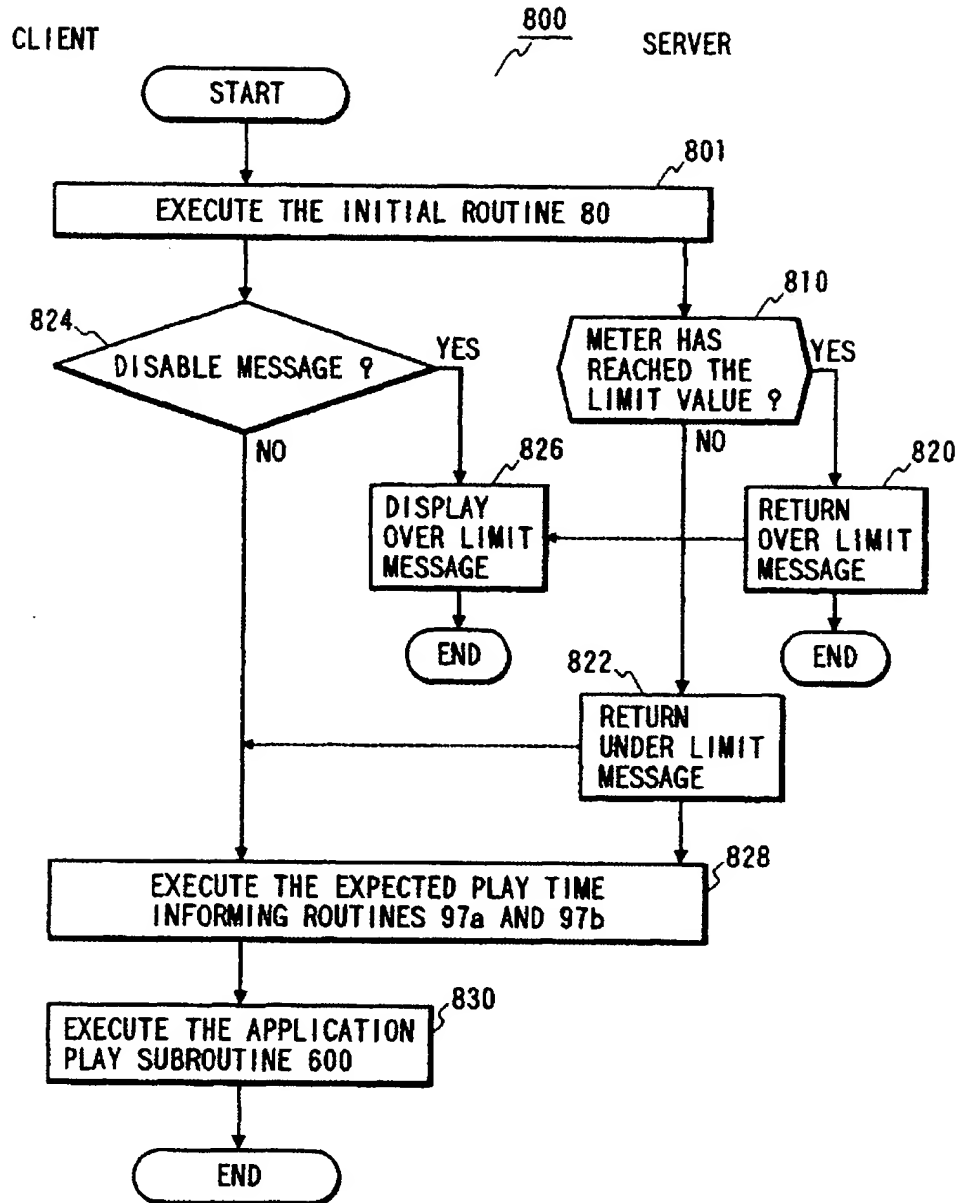 CLIENT
800
SERVER
START
801
EXECUTE THE INITIAL ROUTINE 80
824
DISABLE MESSAGE ?
YES
NO
810
METER HAS
REACHED THE
LIMIT VALUE ?
YES
NO
826
DISPLAY
OVER LIMIT
MESSAGE
END
820
RETURN
OVER LIMIT
MESSAGE
END
822
RETURN
UNDER LIMIT
MESSAGE
828
EXECUTE THE EXPECTED PLAY TIME
INFORMING ROUTINES 97a AND 97b
830
EXECUTE THE APPLICATION
PLAY SUBROUTINE 600
END